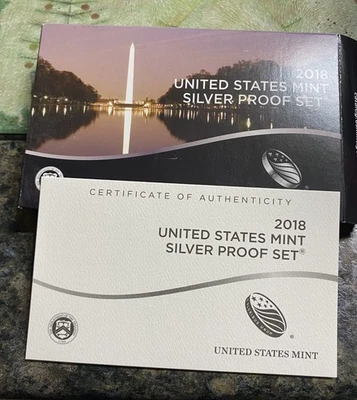 2018
UNITED STATES MINT
SILVER PROOF SET®
CERTIFICATE OF AUTHENTICITY
2018
UNITED STATES MINT
SILVER PROOF SET®
UNITED STATES MINT